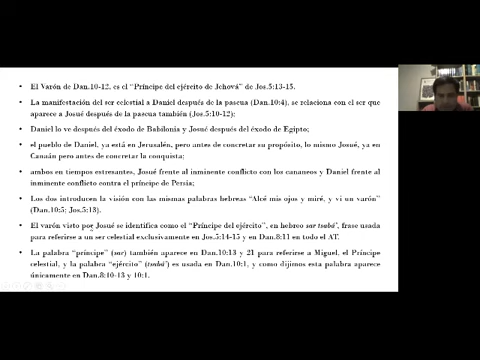 • El Varón de Dan.10-12, es el “Príncipe del ejército de Jehová” de Jos.5:13-15.
• La manifestación del ser celestial a Daniel después de la pascua (Dan.10:4), se relaciona con el ser que
aparece a Josué después de la pascua también (Jos.5:10-12);
• Daniel lo ve después del éxodo de Babilonia y Josué después del éxodo de Egipto;
• el pueblo de Daniel, ya está en Jerusalén, pero antes de concretar su propósito, lo mismo Josué, ya en
Canaán pero antes de concretar la conquista;
• ambos en tiempos estresantes, Josué frente al inminente conflicto con los cananeos y Daniel frente al
inminente conflicto contra el príncipe de Persia;
• Los dos introducen la visión con las mismas palabras hebreas “Alcé mis ojos y miré, y vi un varón”
(Dan.10:5; Jos.5:13).
• El varón visto por Josué se identifica como el “Príncipe del ejército”, en hebreo sar tsabá’, frase usada
para referirse a un ser celestial exclusivamente en Jos.5:14-15 y en Dan.8:11 en todo el AT.
• La palabra “príncipe” (sar) también aparece en Dan.10:13 y 21 para referirse a Miguel, el Príncipe
celestial, y la palabra “ejército” (tsabá’) es usada en Dan.10:1, y como dijimos esta palabra aparece
únicamente en Dan.8:10-13 y 10:1.